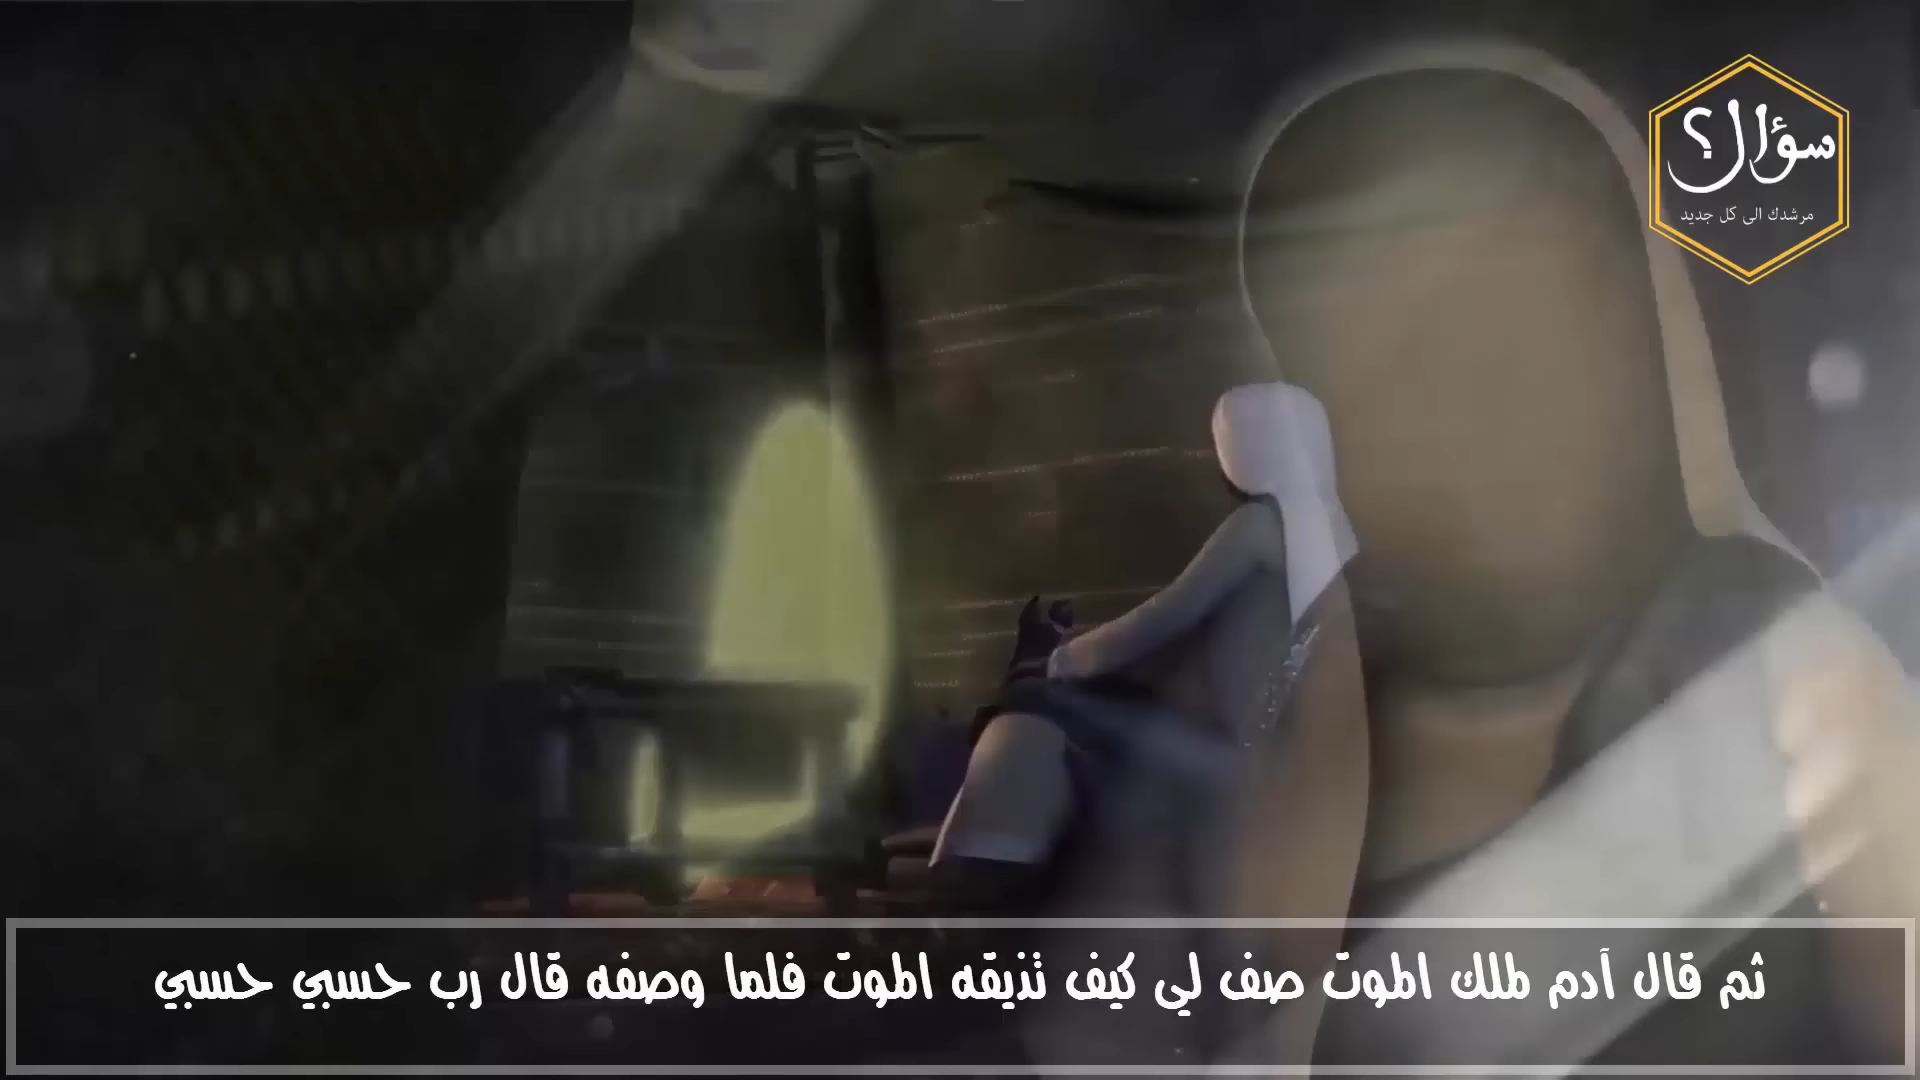 سؤال؟
مرشدك الى كل جديد
ثم قال آدم لملك الموت صف لي كيف تذيقه الموت فلما وصفه قال رب حسبي حسبي